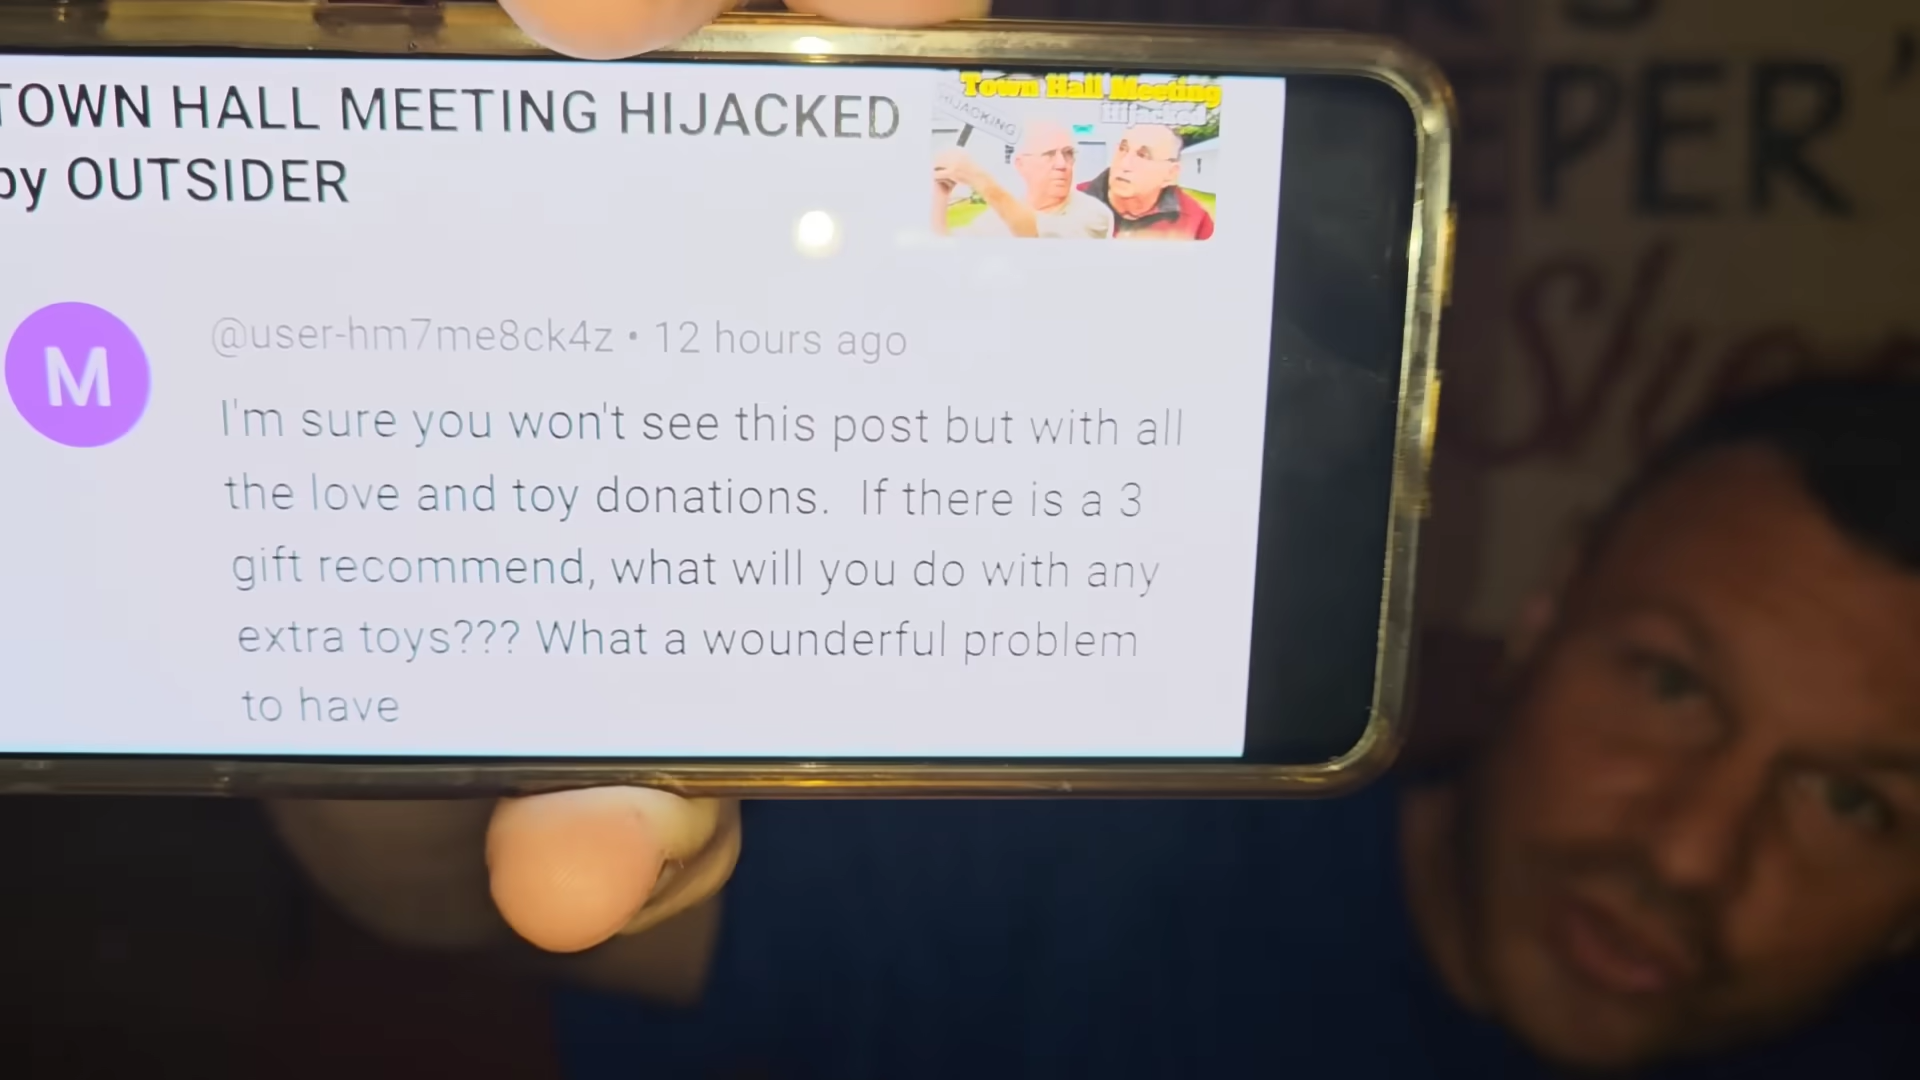 TOWN HALL MEETING HIJACKED
by OUTSIDER
Town Hall Meeting
Hijacked
HIJACKING
M
@user-hm7me8ck4z • 12 hours ago
I'm sure you won't see this post but with all
the love and toy donations. If there is a 3
gift recommend, what will you do with any
extra toys??? What a wounderful problem
to have